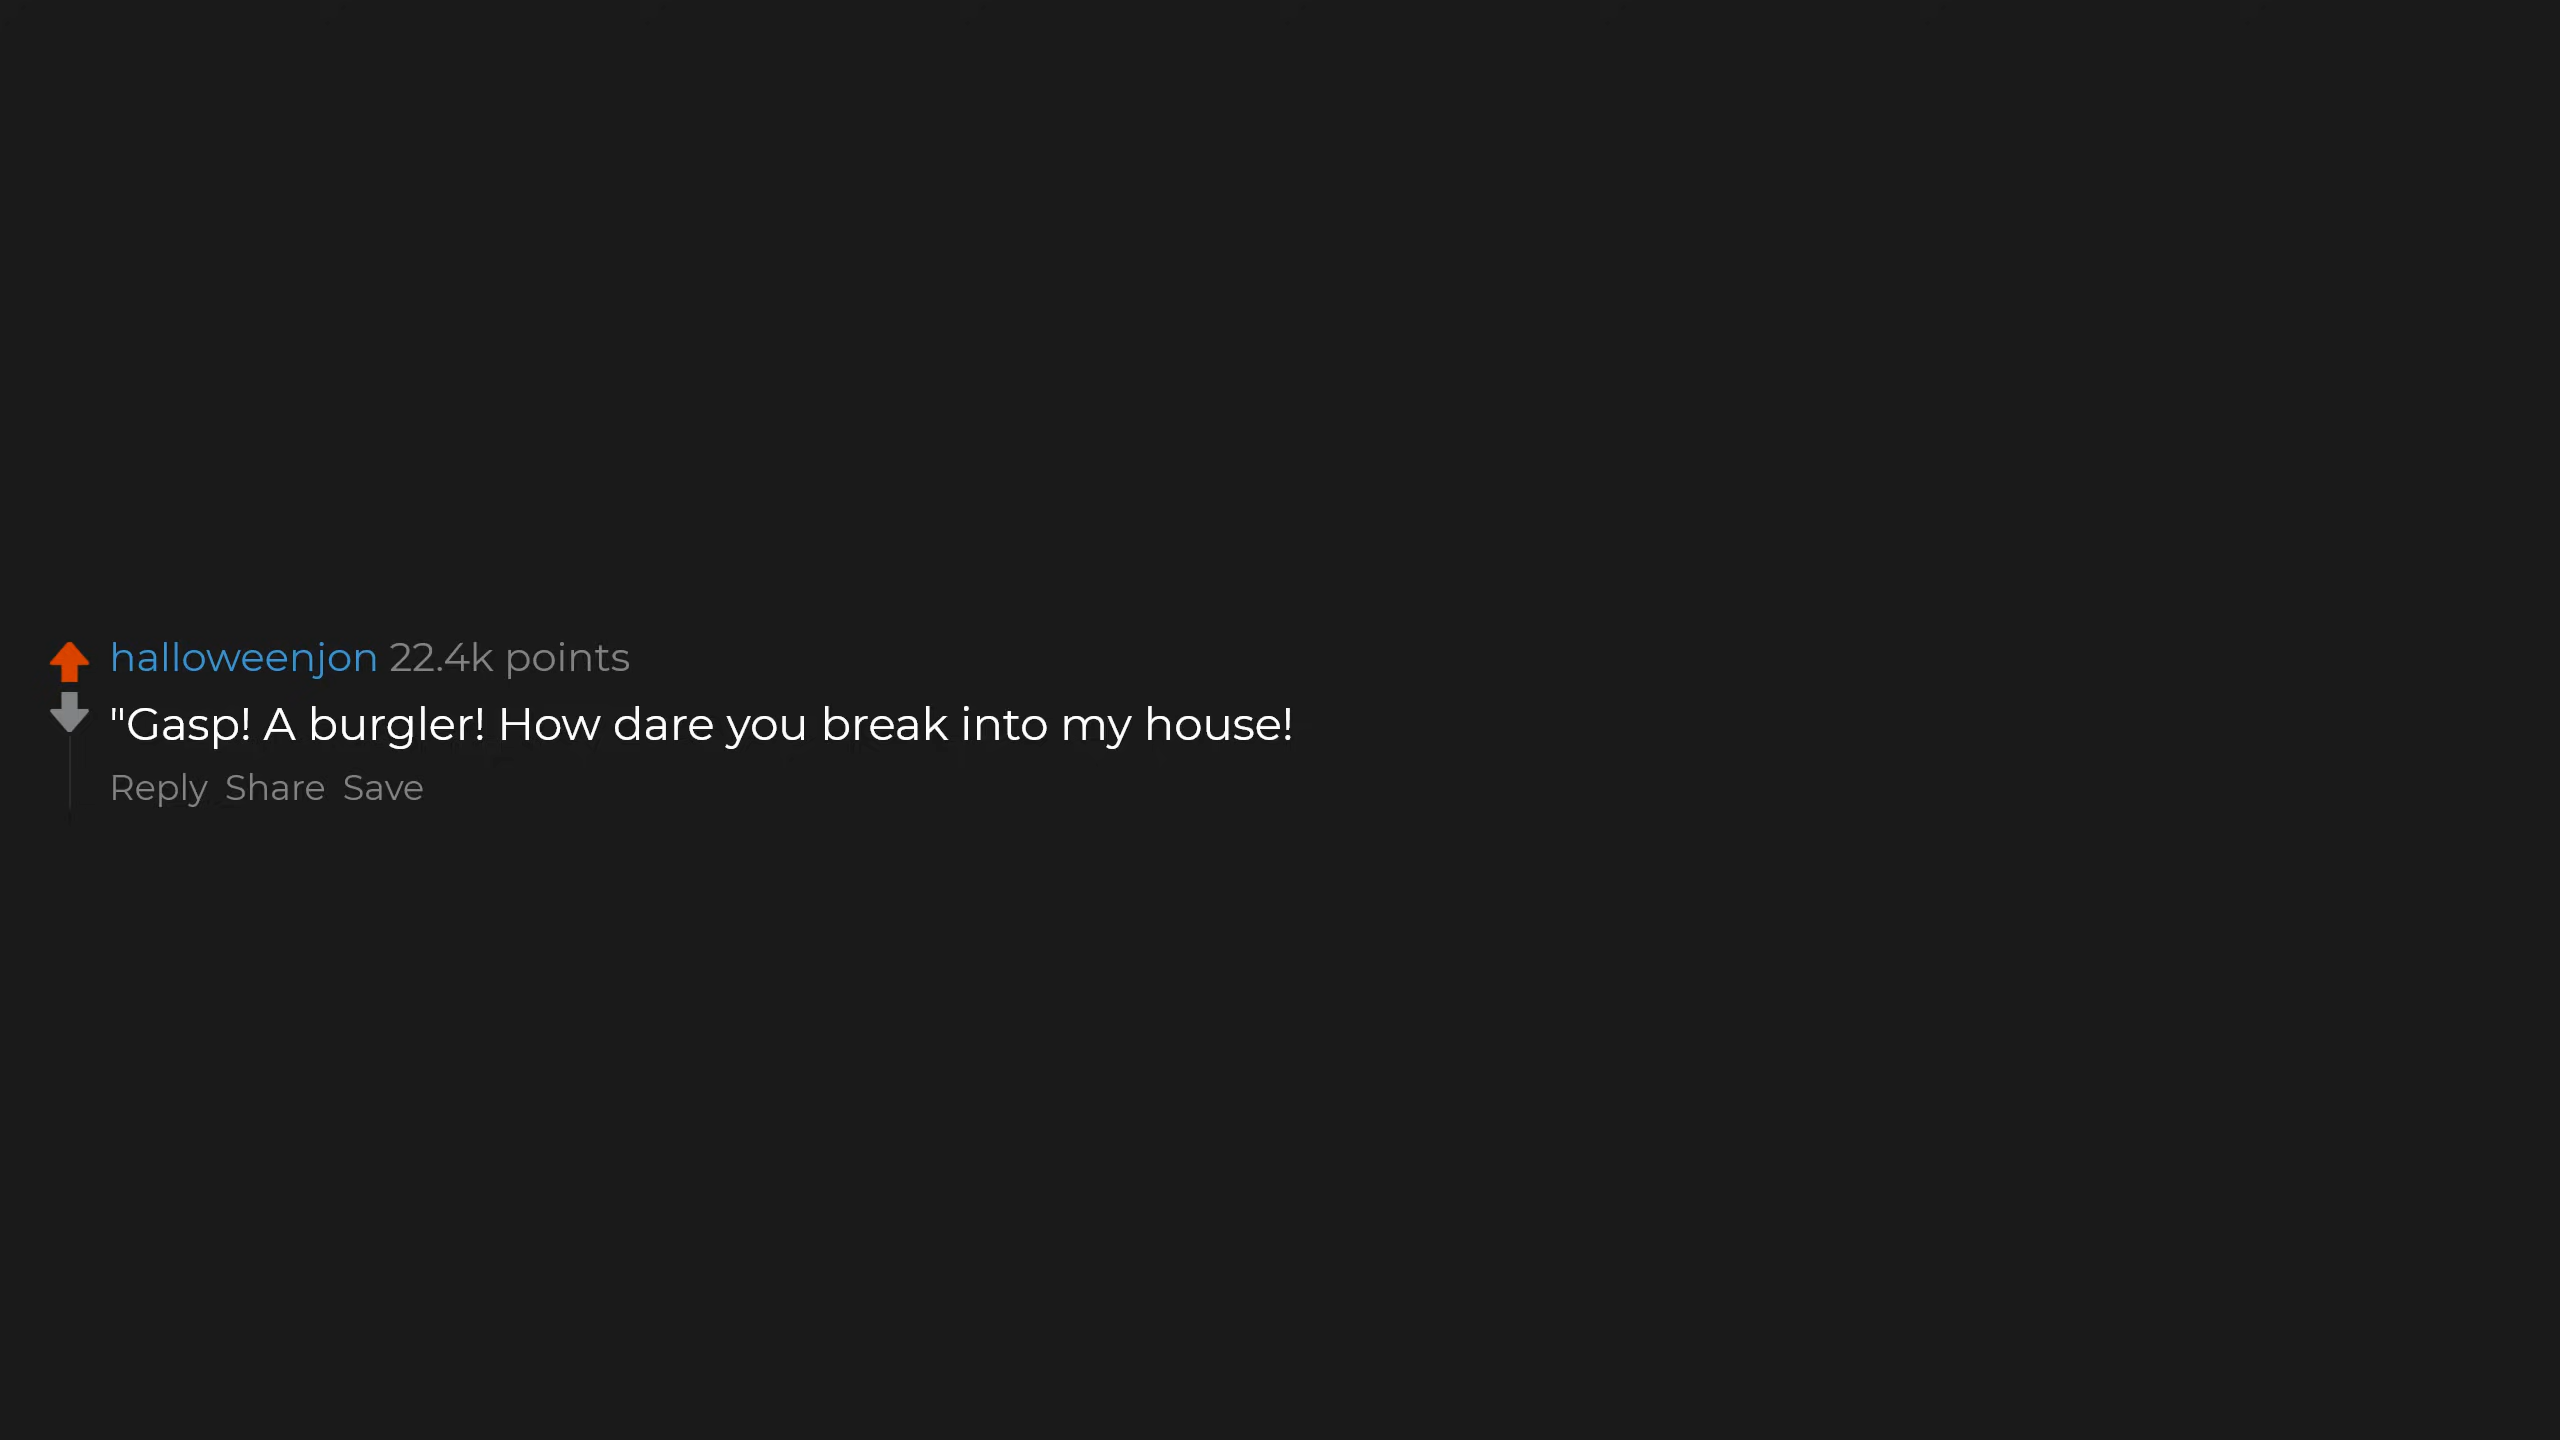 halloweenjon 22.4k points
"Gasp! A burgler! How dare you break into my house!
Reply Share Save